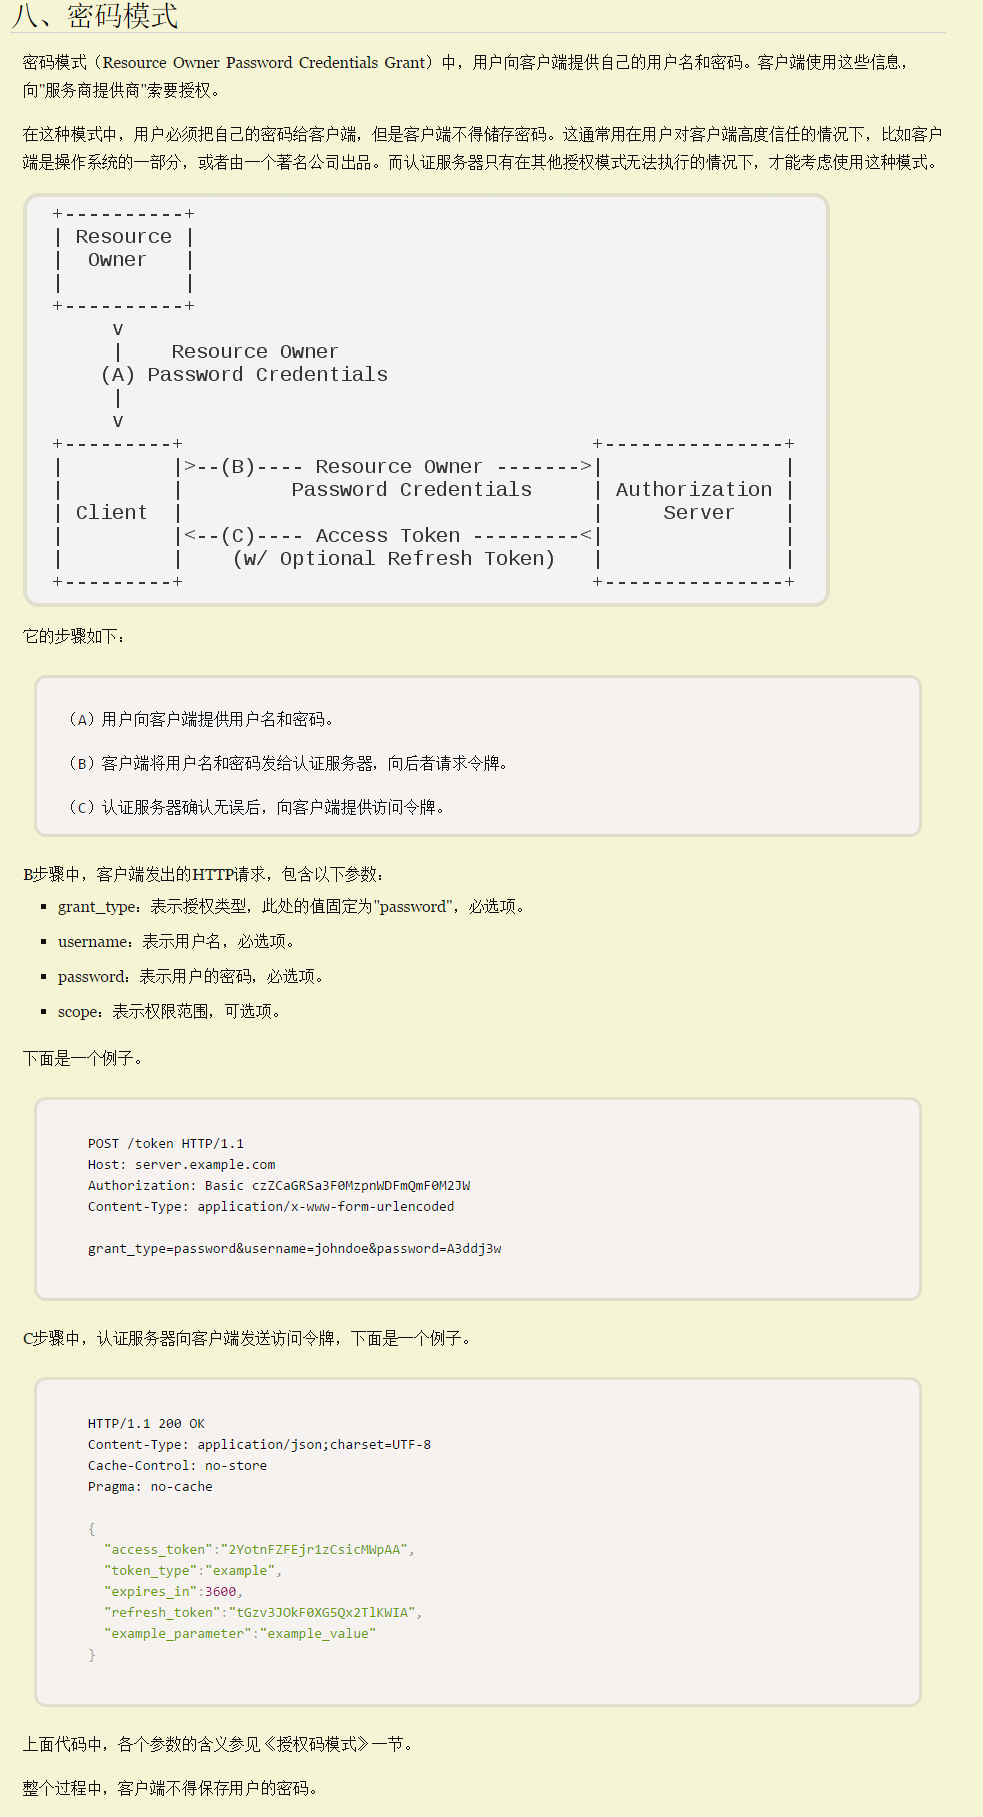 八、密码模式
密码模式（Resource Owner Password Credentials Grant）中，用户向客户端提供自己的用户名和密码。客户端使用这些信息，
向"服务商提供商"索要授权。
在这种模式中，用户必须把自己的密码给客户端，但是客户端不得储存密码。这通常用在用户对客户端高度信任的情况下，比如客户
端是操作系统的一部分，或者由一个著名公司出品。而认证服务器只有在其他授权模式无法执行的情况下，才能考虑使用这种模式。
+----------+
| Resource |
|  Owner   |
|          |
+----------+
     v
     |    Resource Owner
    (A) Password Credentials
     |
     v
+---------+                                  +---------------+
|         |>--(B)---- Resource Owner ------->|               |
|         |         Password Credentials     | Authorization |
| Client  |                                  |     Server    |
|         |<--(C)---- Access Token ---------<|               |
|         |    (w/ Optional Refresh Token)   |               |
+---------+                                  +---------------+
它的步骤如下：
（A）用户向客户端提供用户名和密码。
（B）客户端将用户名和密码发给认证服务器，向后者请求令牌。
（C）认证服务器确认无误后，向客户端提供访问令牌。
B步骤中，客户端发出的HTTP请求，包含以下参数：
▪ grant_type：表示授权类型，此处的值固定为"password"，必选项。
▪ username：表示用户名，必选项。
▪ password：表示用户的密码，必选项。
▪ scope：表示权限范围，可选项。
下面是一个例子。
POST /token HTTP/1.1
Host: server.example.com
Authorization: Basic czZCaGRSa3F0MzpnWDFmQmF0M2JW
Content-Type: application/x-www-form-urlencoded
grant_type=password&username=johndoe&password=A3ddj3w
C步骤中，认证服务器向客户端发送访问令牌，下面是一个例子。
HTTP/1.1 200 OK
Content-Type: application/json;charset=UTF-8
Cache-Control: no-store
Pragma: no-cache
{
  "access_token":"2YotnFZFEjr1zCsicMWpAA",
  "token_type":"example",
  "expires_in":3600,
  "refresh_token":"tGzv3JOkF0XG5Qx2TlKWIA",
  "example_parameter":"example_value"
}
上面代码中，各个参数的含义参见《授权码模式》一节。
整个过程中，客户端不得保存用户的密码。